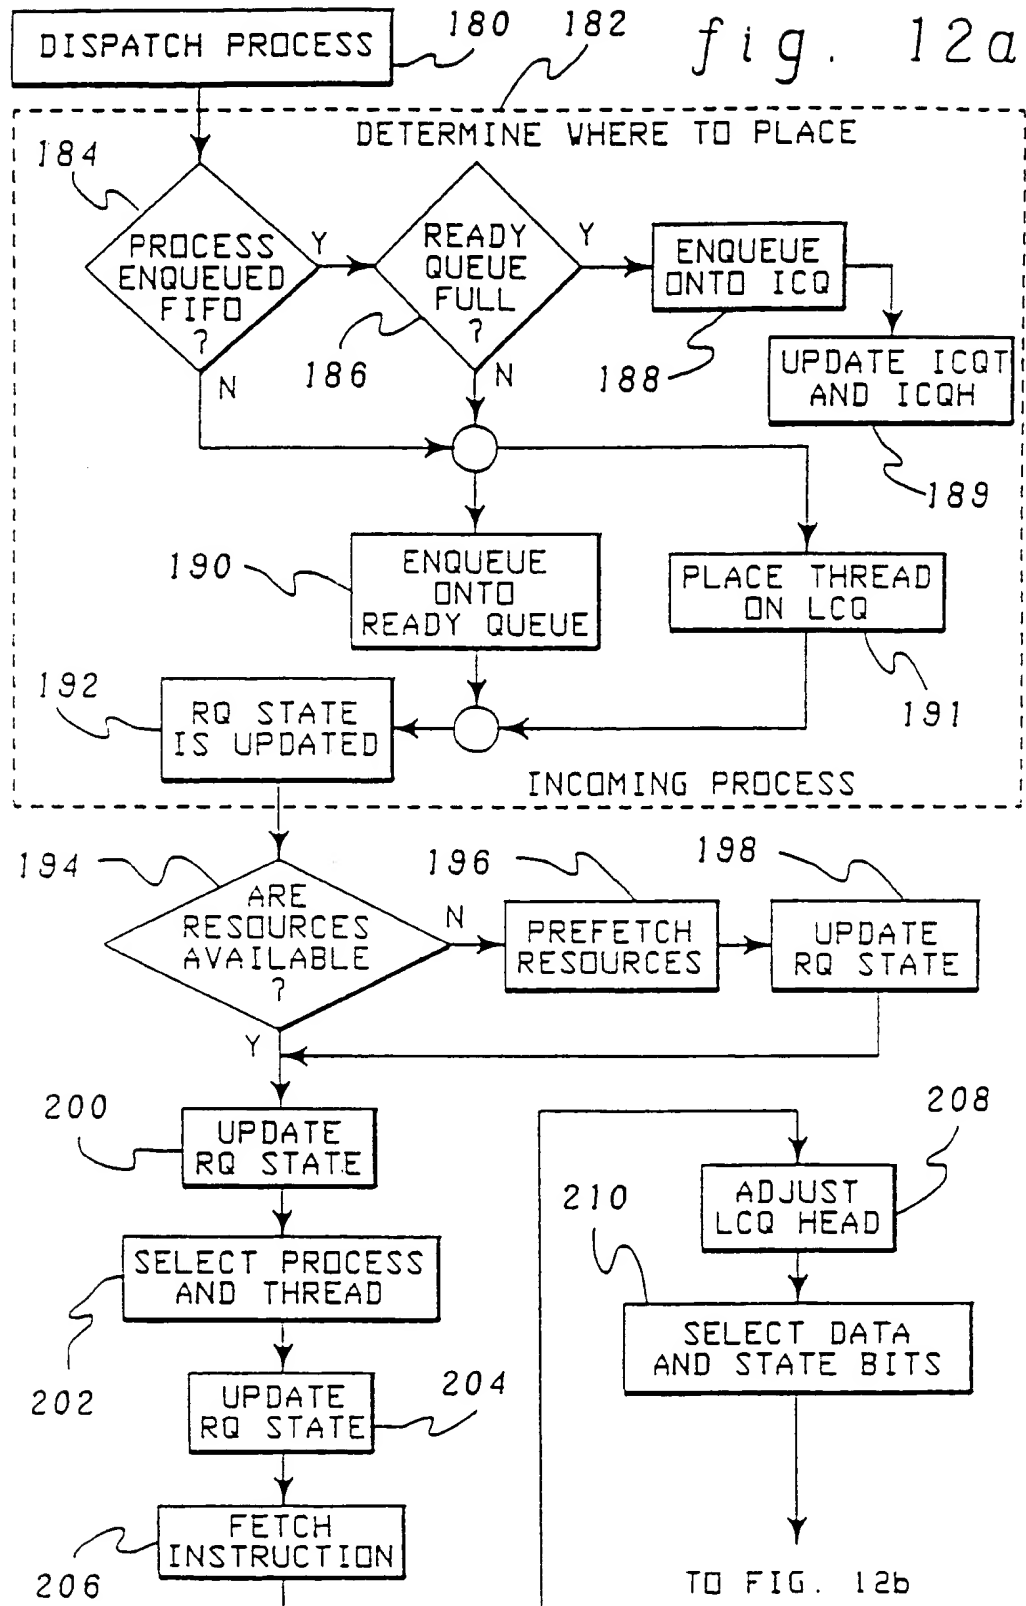 fig. 12a
DISPATCH PROCESS
180
182
DETERMINE WHERE TO PLACE
184
PROCESS
ENQUEUED
FIFO
?
Y
N
READY
QUEUE
FULL
?
186
Y
N
ENQUEUE
ONTO ICQ
188
UPDATE ICQT
AND ICQH
189
190
ENQUEUE
ONTO
READY QUEUE
PLACE THREAD
ON LCQ
191
192
RQ STATE
IS UPDATED
INCOMING PROCESS
194
ARE
RESOURCES
AVAILABLE
?
N
Y
196
PREFETCH
RESOURCES
198
UPDATE
RQ STATE
200
UPDATE
RQ STATE
SELECT PROCESS
AND THREAD
202
UPDATE
RQ STATE
204
FETCH
INSTRUCTION
206
208
ADJUST
LCQ HEAD
210
SELECT DATA
AND STATE BITS
TO FIG. 12b